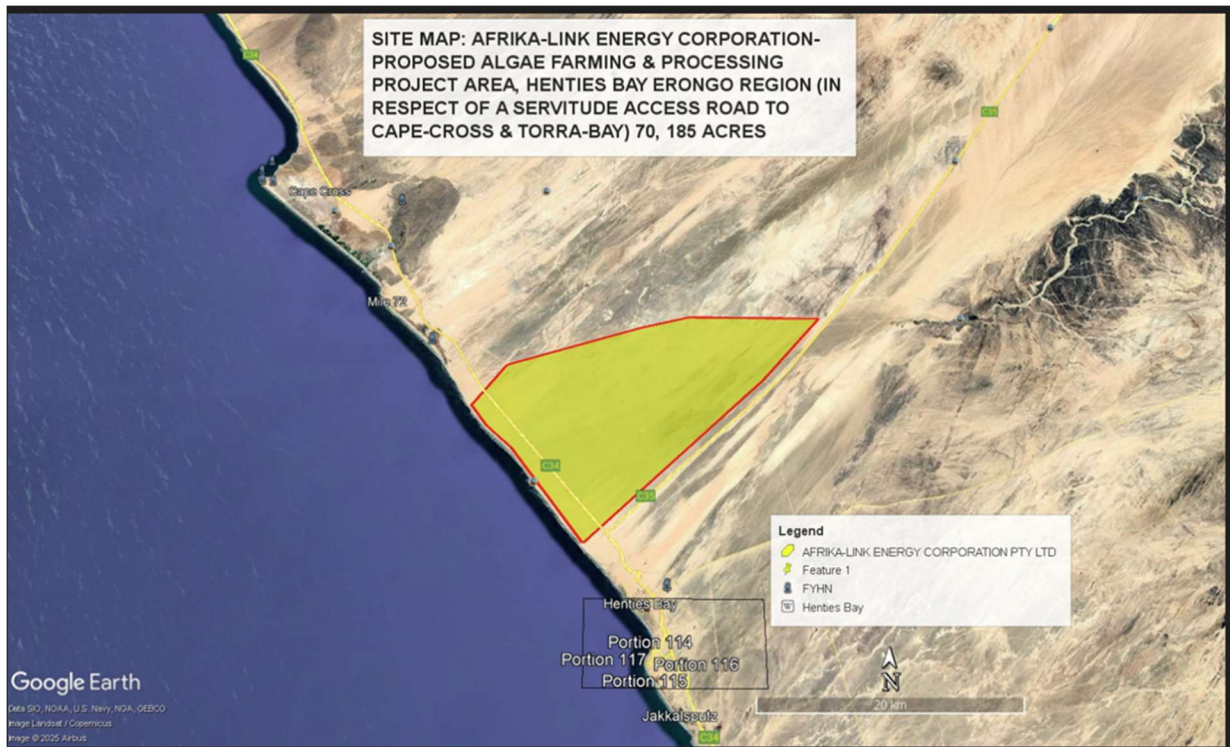 SITE MAP: AFRIKA-LINK ENERGY CORPORATION-
PROPOSED ALGAE FARMING & PROCESSING
PROJECT AREA, HENTIES BAY ERONGO REGION (IN
RESPECT OF A SERVITUDE ACCESS ROAD TO
CAPE-CROSS & TORRA-BAY) 70, 185 ACRES
C34
C35
Cape Cross
Mile 72
C34
C35
Legend
AFRIKA-LINK ENERGY CORPORATION PTY LTD
Feature 1
FYHN
Henties Bay
Henties Bay
Portion 114
Portion 117
Portion 116
Portion 115
Jakkalsputz
C34
N
20 km
Google Earth
Data SIO, NOAA, U.S. Navy, NGA, GEBCO
Image Landsat / Copernicus
Image © 2025 Airbus